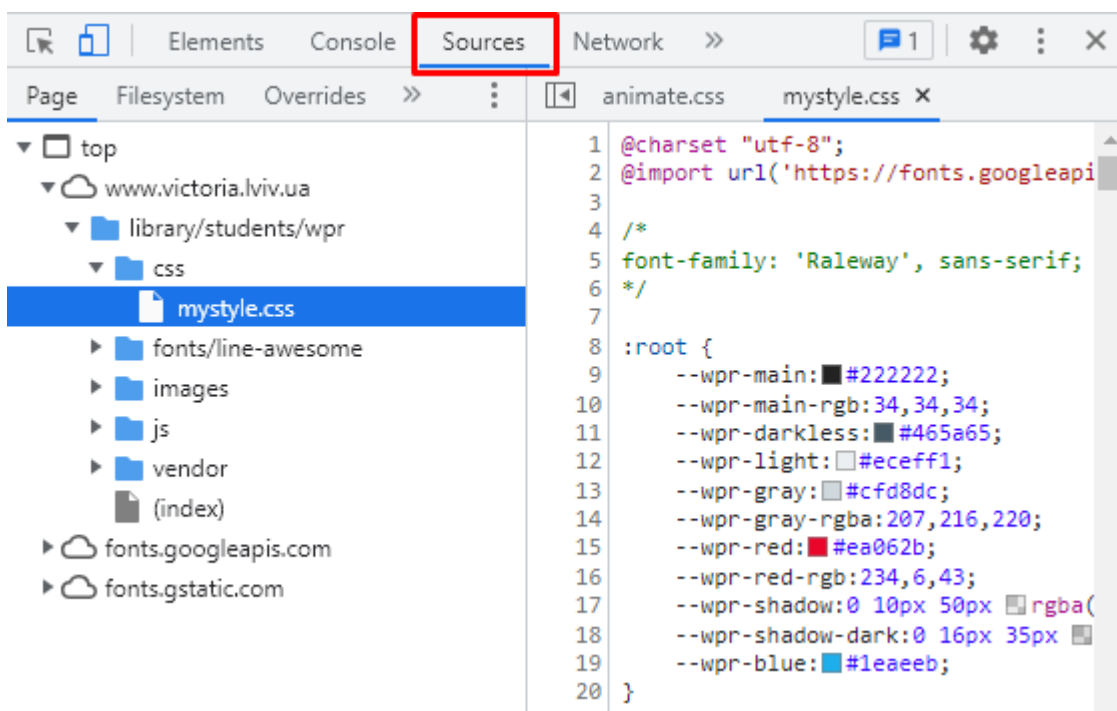 Elements Console Sources Network » 1
Page Filesystem Overrides »
animate.css mystyle.css ×
top
www.victoria.lviv.ua
library/students/wpr
css
mystyle.css
fonts/line-awesome
images
js
vendor
(index)
fonts.googleapis.com
fonts.gstatic.com
1 @charset "utf-8";
2 @import url('https://fonts.googleapi
3
4 /*
5 font-family: 'Raleway', sans-serif;
6 */
7
8 :root {
9 --wpr-main:#222222;
10 --wpr-main-rgb:34,34,34;
11 --wpr-darkless:#465a65;
12 --wpr-light:#eceff1;
13 --wpr-gray:#cfd8dc;
14 --wpr-gray-rgba:207,216,220;
15 --wpr-red:#ea062b;
16 --wpr-red-rgb:234,6,43;
17 --wpr-shadow:0 10px 50px rgba(
18 --wpr-shadow-dark:0 16px 35px
19 --wpr-blue:#1eaeeb;
20 }